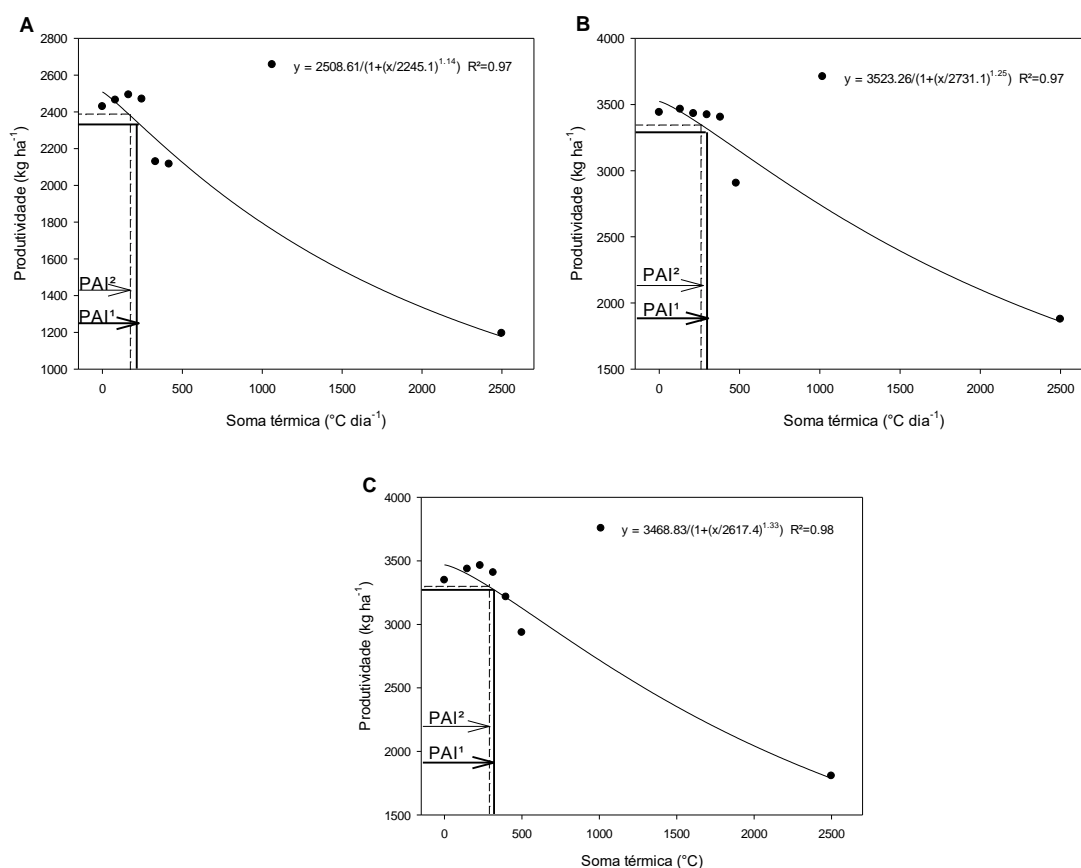 A
y = 2508.61/(1+(x/2245.1)^1.14) R²=0.97
Produtividade (kg ha⁻¹)
2800
2600
2400
2200
2000
1800
1600
1400
1200
1000
PAI²
PAI¹
0 500 1000 1500 2000 2500
Soma térmica (°C dia⁻¹)
B
y = 3523.26/(1+(x/2731.1)^1.25) R²=0.97
Produtividade (kg ha⁻¹)
4000
3500
3000
2500
2000
1500
PAI²
PAI¹
0 500 1000 1500 2000 2500
Soma térmica (°C dia⁻¹)
C
y = 3468.83/(1+(x/2617.4)^1.33) R²=0.98
Produtividade (kg ha⁻¹)
4000
3500
3000
2500
2000
1500
PAI²
PAI¹
0 500 1000 1500 2000 2500
Soma térmica (°C)